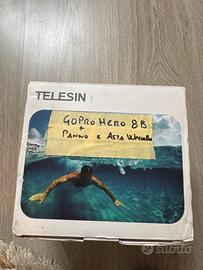 TELESIN
GOPRO HERO 8B
+
PANNO E ASTA
Subito